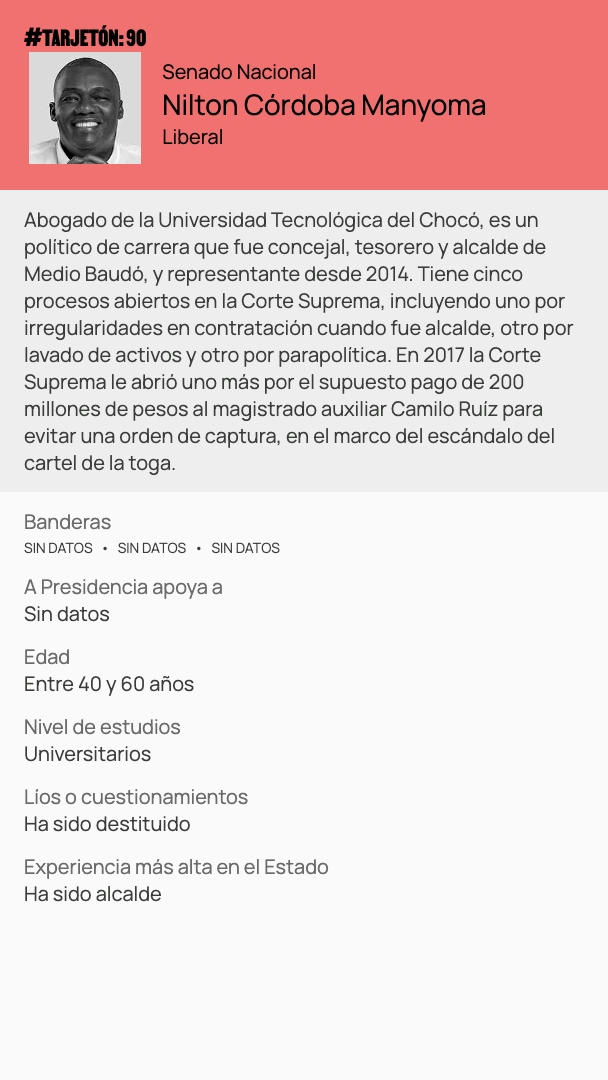 #TARJETÓN: 90
Senado Nacional
Nilton Córdoba Manyoma
Liberal
Abogado de la Universidad Tecnológica del Chocó, es un
político de carrera que fue concejal, tesorero y alcalde de
Medio Baudó, y representante desde 2014. Tiene cinco
procesos abiertos en la Corte Suprema, incluyendo uno por
irregularidades en contratación cuando fue alcalde, otro por
lavado de activos y otro por parapolítica. En 2017 la Corte
Suprema le abrió uno más por el supuesto pago de 200
millones de pesos al magistrado auxiliar Camilo Ruíz para
evitar una orden de captura, en el marco del escándalo del
cartel de la toga.
Banderas
SIN DATOS • SIN DATOS • SIN DATOS
A Presidencia apoya a
Sin datos
Edad
Entre 40 y 60 años
Nivel de estudios
Universitarios
Líos o cuestionamientos
Ha sido destituido
Experiencia más alta en el Estado
Ha sido alcalde